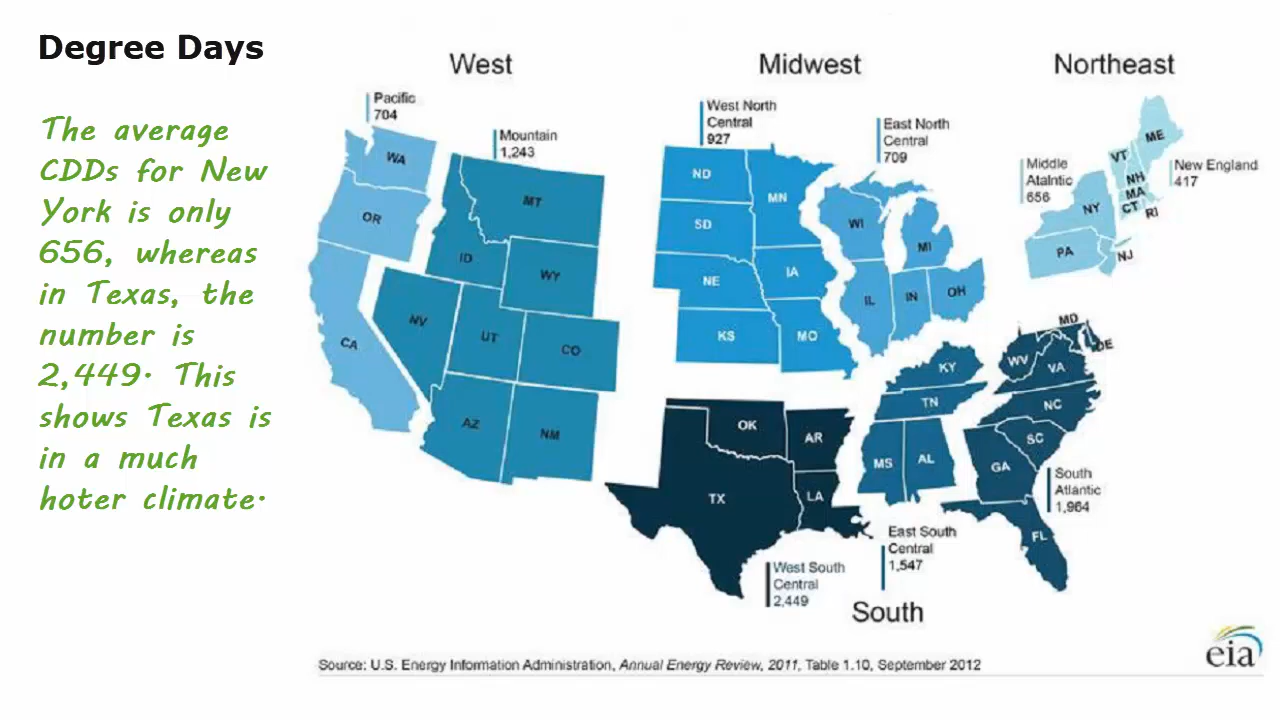 Degree Days
The average
CDDs for New
York is only
656, whereas
in Texas, the
number is
2,449. This
shows Texas is
in a much
hoter climate.
West
Midwest
Northeast
Pacific
704
Mountain
1,243
West North
Central
927
East North
Central
709
Middle
Atalntic
656
New England
417
WA
OR
CA
MT
ID
WY
NV
UT
CO
AZ
NM
ND
SD
NE
KS
MN
IA
MO
WI
MI
IL
IN
OH
ME
VT
NH
MA
CT
RI
NY
PA
NJ
MD
DE
WV
VA
KY
TN
NC
SC
GA
MS
AL
FL
OK
AR
TX
LA
South
Atlantic
1,964
East South
Central
1,547
West South
Central
2,449
South
Source: U.S. Energy Information Administration, Annual Energy Review, 2011, Table 1.10, September 2012
eia